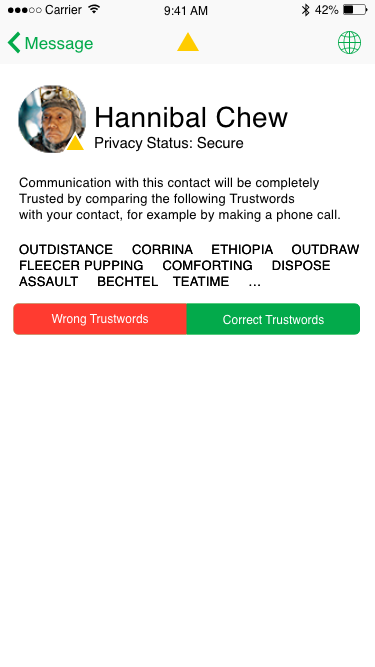 Carrier 9:41 AM 42%
Message
Hannibal Chew
Privacy Status: Secure
Communication with this contact will be completely
Trusted by comparing the following Trustwords
with your contact, for example by making a phone call.
OUTDISTANCE CORRINA ETHIOPIA OUTDRAW
FLEECER PUPPING COMFORTING DISPOSE
ASSAULT BECHTEL TEATIME ...
Wrong Trustwords Correct Trustwords